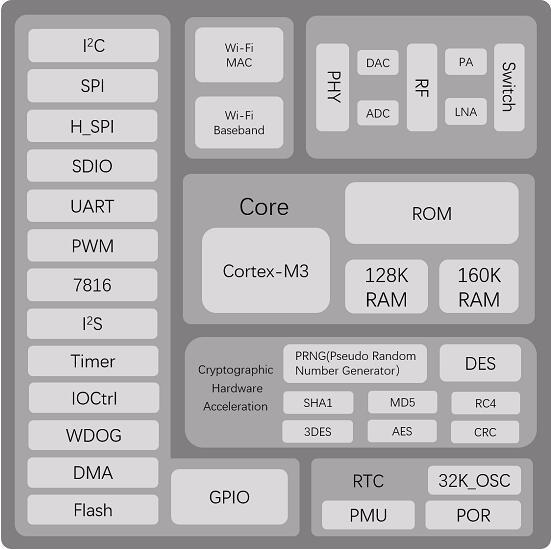 I²C
SPI
H_SPI
SDIO
UART
PWM
7816
I²S
Timer
IOCtrl
WDOG
DMA
Flash
Wi-Fi
MAC
Wi-Fi
Baseband
PHY
DAC
ADC
RF
PA
LNA
Switch
Core
Cortex-M3
ROM
128K
RAM
160K
RAM
Cryptographic
Hardware
Acceleration
PRNG(Pseudo Random
Number Generator)
DES
SHA1
MD5
RC4
3DES
AES
CRC
GPIO
RTC
32K_OSC
PMU
POR